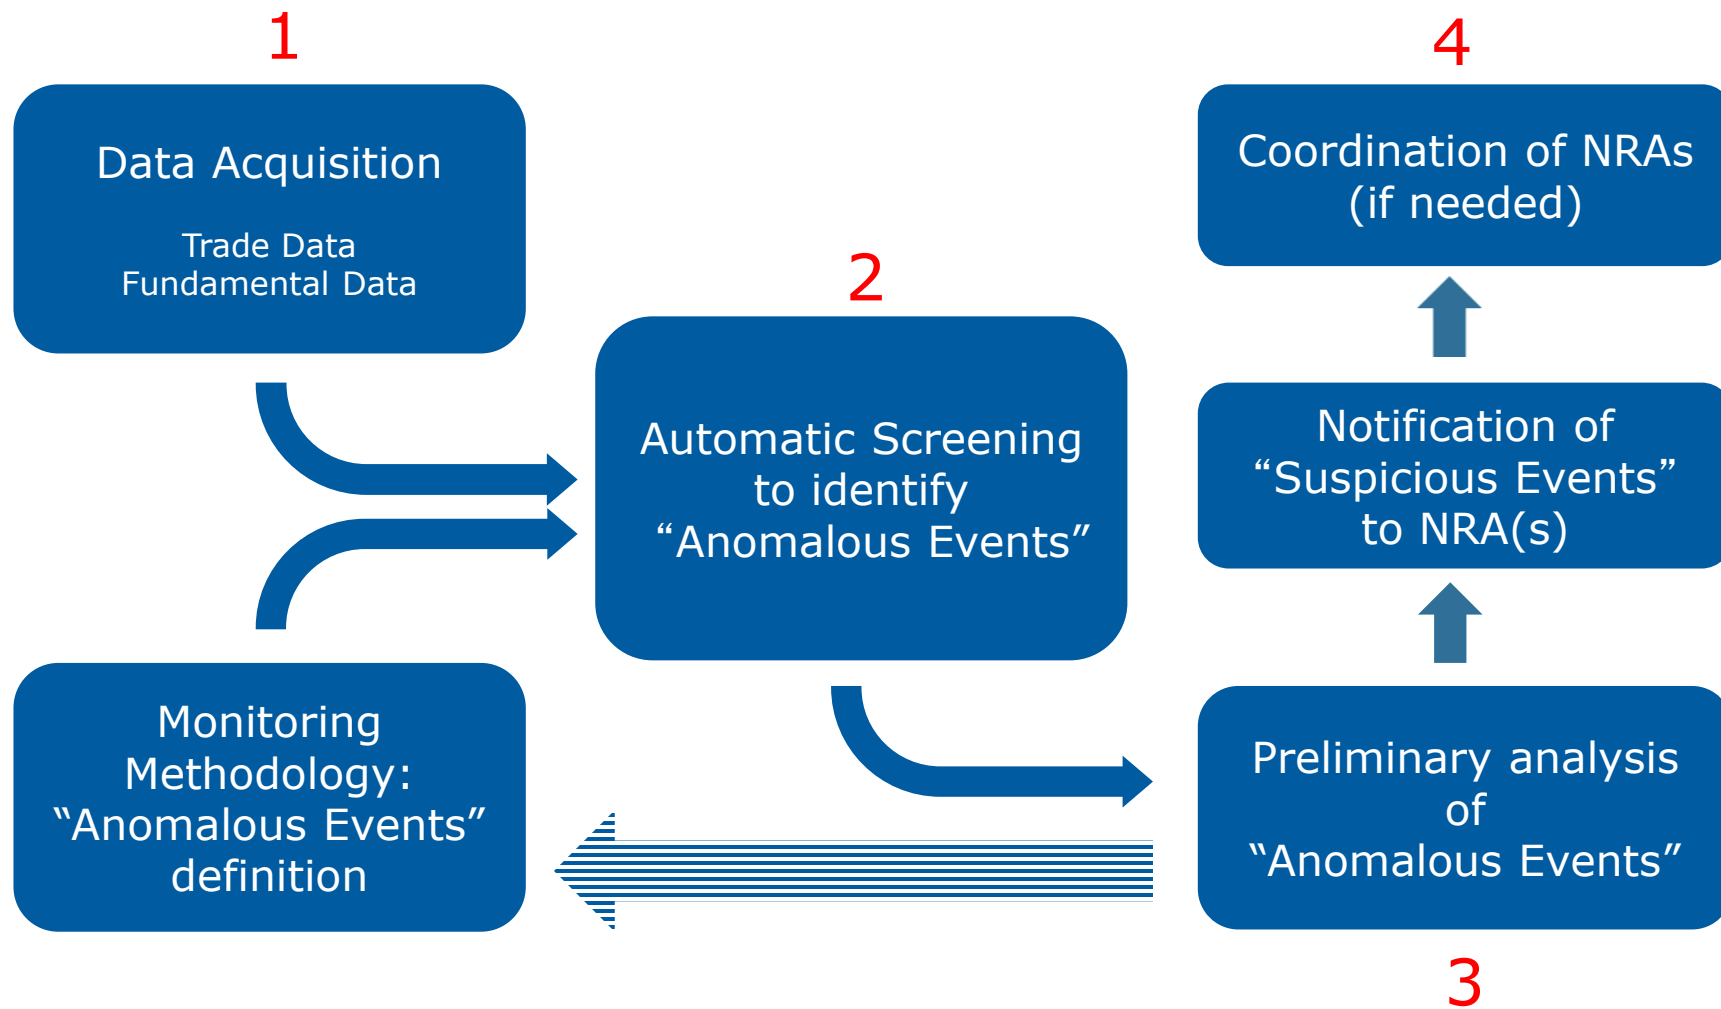 1
Data Acquisition
Trade Data
Fundamental Data
Monitoring
Methodology:
“Anomalous Events”
definition
2
Automatic Screening
to identify
“Anomalous Events”
4
Coordination of NRAs
(if needed)
Notification of
“Suspicious Events”
to NRA(s)
Preliminary analysis
of
“Anomalous Events”
3